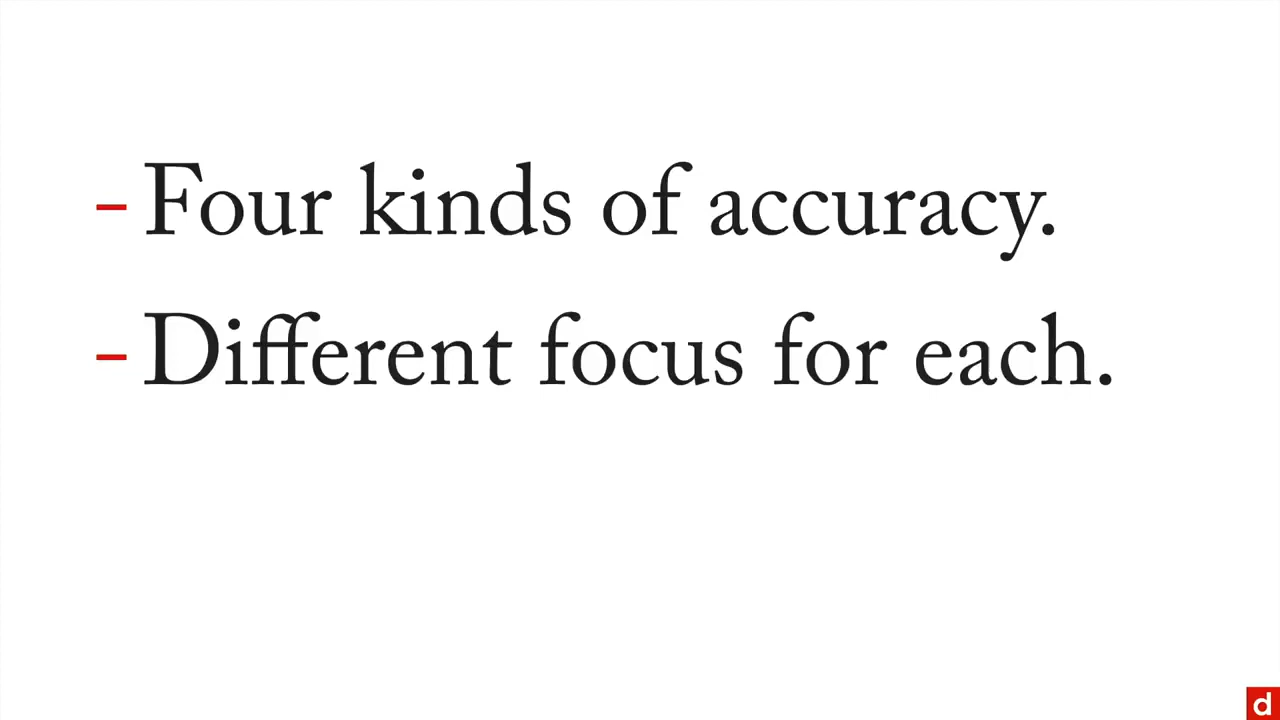 – Four kinds of accuracy.
– Different focus for each.
d